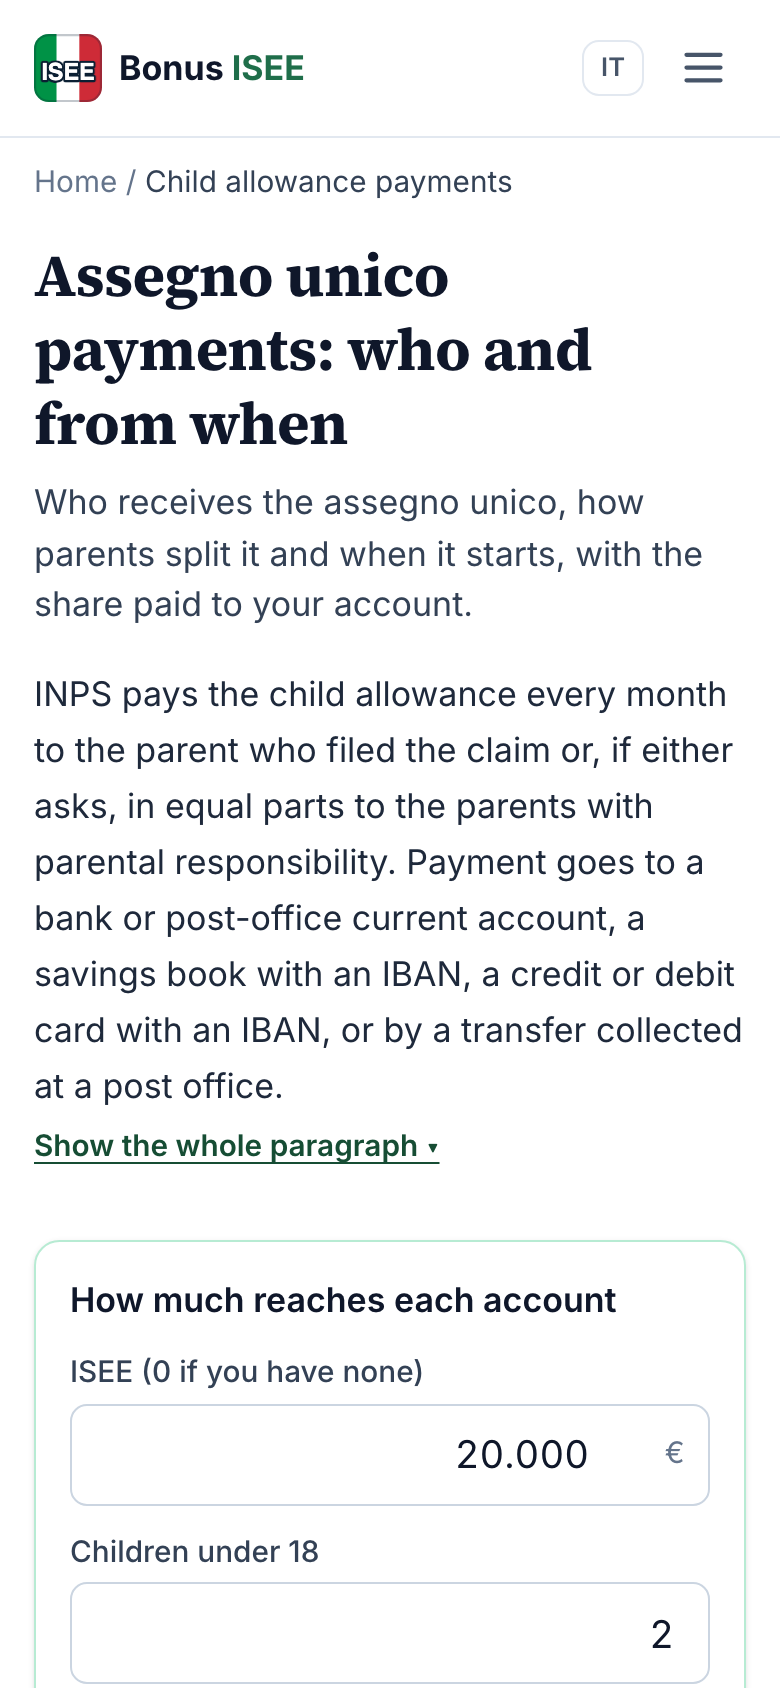 ISEE Bonus ISEE IT
Home / Child allowance payments
Assegno unico
payments: who and
from when
Who receives the assegno unico, how
parents split it and when it starts, with the
share paid to your account.
INPS pays the child allowance every month
to the parent who filed the claim or, if either
asks, in equal parts to the parents with
parental responsibility. Payment goes to a
bank or post-office current account, a
savings book with an IBAN, a credit or debit
card with an IBAN, or by a transfer collected
at a post office.
Show the whole paragraph ▾
How much reaches each account
ISEE (0 if you have none)
20.000 €
Children under 18
2